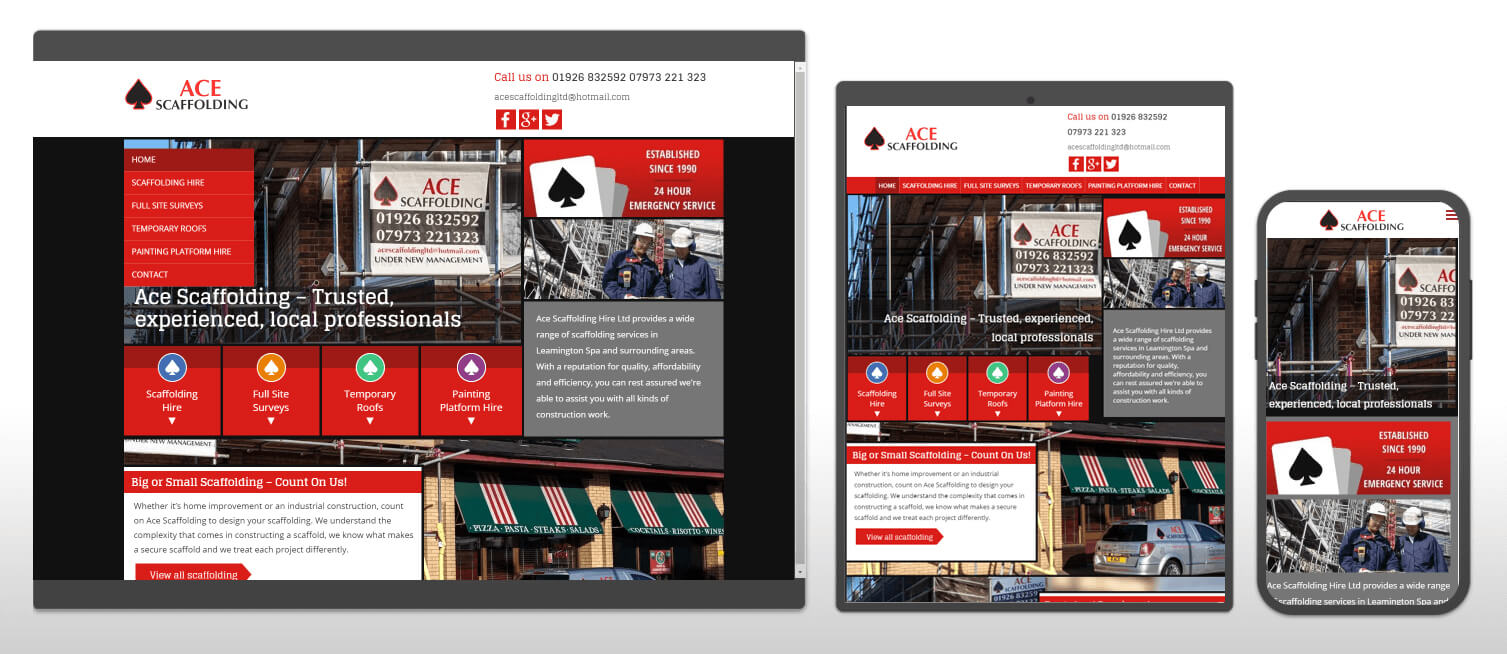 ACE
SCAFFOLDING
Call us on 01926 832592 07973 221 323
acescaffoldingltd@hotmail.com
HOME
SCAFFOLDING HIRE
FULL SITE SURVEYS
TEMPORARY ROOFS
PAINTING PLATFORM HIRE
CONTACT
ACE
SCAFFOLDING
01926 832592
07973 221323
acescaffoldingltd@hotmail.com
UNDER NEW MANAGEMENT
Ace Scaffolding – Trusted,
experienced, local professionals
ESTABLISHED
SINCE 1990
24 HOUR
EMERGENCY SERVICE
Ace Scaffolding Hire Ltd provides a wide
range of scaffolding services in
Leamington Spa and surrounding areas.
With a reputation for quality, affordability
and efficiency, you can rest assured we're
able to assist you with all kinds of
construction work.
Scaffolding
Hire
Full Site
Surveys
Temporary
Roofs
Painting
Platform Hire
UNDER NEW MANAGEMENT
Big or Small Scaffolding – Count On Us!
Whether it's home improvement or an industrial construction, count
on Ace Scaffolding to design your scaffolding. We understand the
complexity that comes in constructing a scaffold, we know what makes
a secure scaffold and we treat each project differently.
View all scaffolding
PIZZA · PASTA · STEAKS · SALADS
COCKTAILS · RISOTTO · WINES
ACE
SCAFFOLDING
Call us on 01926 832592
07973 221 323
acescaffoldingltd@hotmail.com
HOME SCAFFOLDING HIRE FULL SITE SURVEYS TEMPORARY ROOFS PAINTING PLATFORM HIRE CONTACT
ACE
SCAFFOLDING
01926 832592
07973 221323
acescaffoldingltd@hotmail.com
UNDER NEW MANAGEMENT
Ace Scaffolding – Trusted, experienced,
local professionals
ESTABLISHED
SINCE 1990
24 HOUR
EMERGENCY SERVICE
Ace Scaffolding Hire Ltd provides
a wide range of scaffolding
services in Leamington Spa and
surrounding areas. With a
reputation for quality,
affordability and efficiency, you
can rest assured we're able to
assist you with all kinds of
construction work.
Scaffolding
Hire
Full Site
Surveys
Temporary
Roofs
Painting
Platform Hire
MANAGEMENT
Big or Small Scaffolding – Count On Us!
Whether it's home improvement or an industrial
construction, count on Ace Scaffolding to design your
scaffolding. We understand the complexity that comes in
constructing a scaffold, we know what makes a secure
scaffold and we treat each project differently.
View all scaffolding
PIZZA · PASTA · STEAKS · SALADS
COCKTAILS
ACE
SCAFFOLDING
ACE
SCAFFOLDING
01926 832592
ACE
SCAFFOLDING
AC
SCAFFO
01926 83
07973 22
UNDER NEW MAN
Ace Scaffolding – Trusted,
experienced, local professionals
ESTABLISHED
SINCE 1990
24 HOUR
EMERGENCY SERVICE
Ace Scaffolding Hire Ltd provides a wide range
scaffolding services in Leamington Spa and